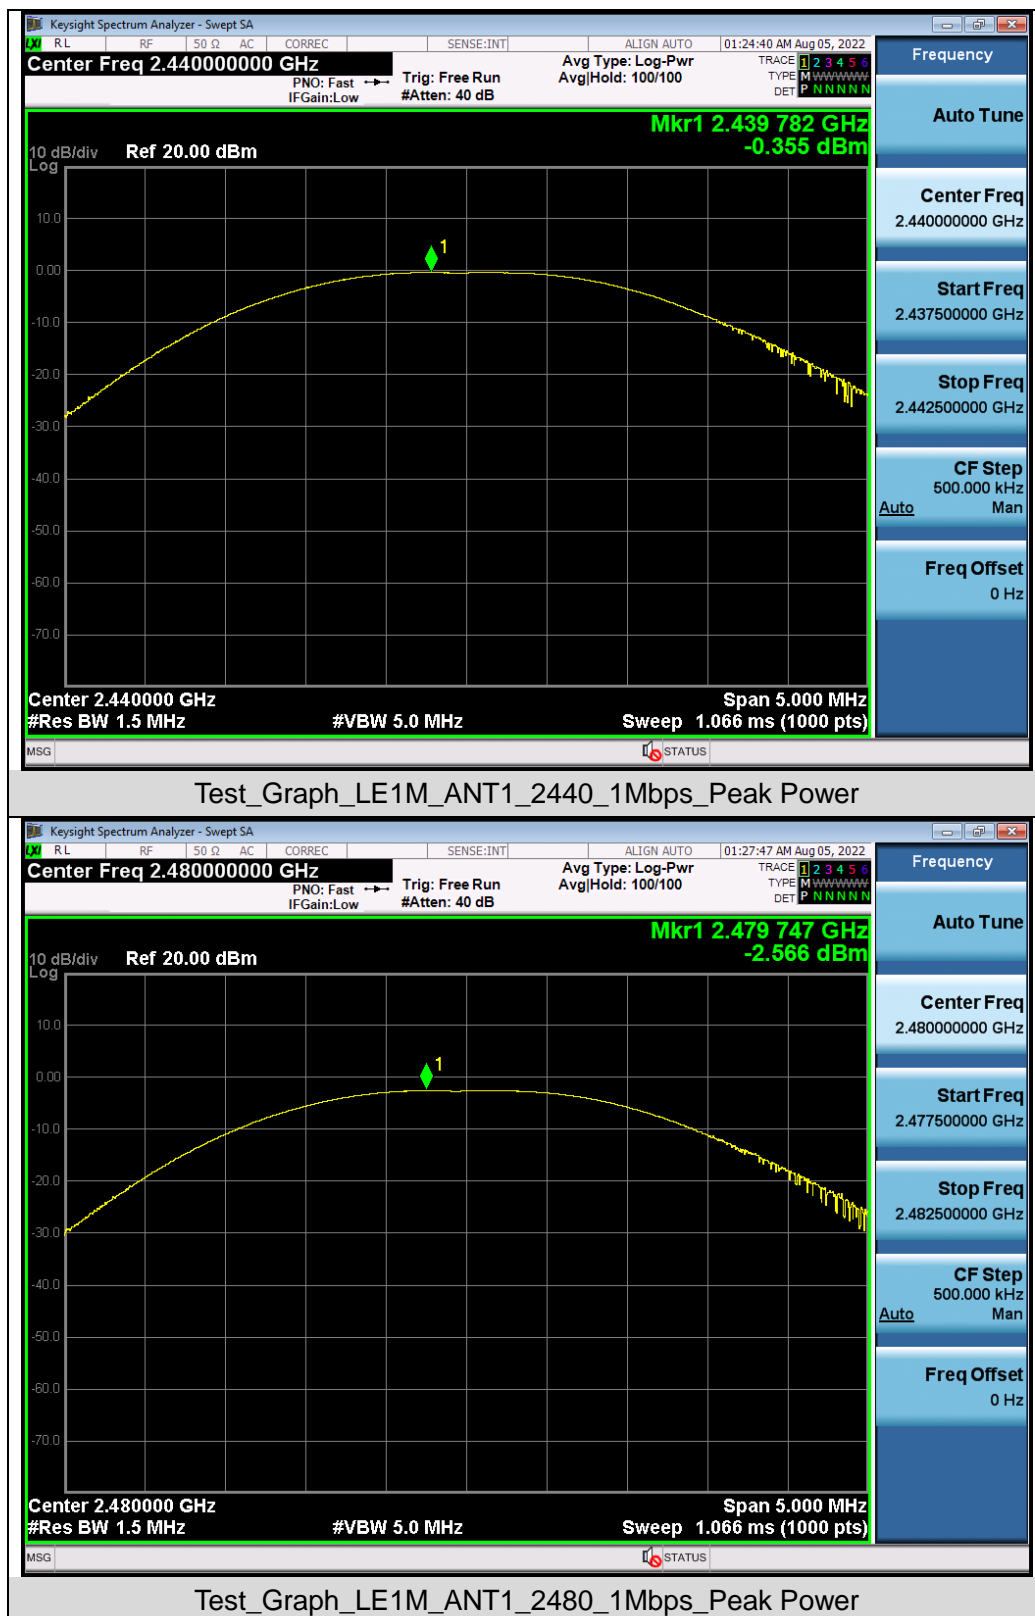 Keysight Spectrum Analyzer - Swept SA
LXI RL RF 50 Ω AC CORREC SENSE:INT ALIGN AUTO 01:24:40 AM Aug 05, 2022
Center Freq 2.440000000 GHz
PNO: Fast
IFGain:Low
Trig: Free Run
#Atten: 40 dB
Avg Type: Log-Pwr
Avg|Hold: 100/100
TRACE 1 2 3 4 5 6
TYPE M WWWWW
DET P N N N N N
Frequency
Mkr1 2.439 782 GHz
-0.355 dBm
10 dB/div Ref 20.00 dBm
Log
10.0
0.00
-10.0
-20.0
-30.0
-40.0
-50.0
-60.0
-70.0
1
Auto Tune
Center Freq
2.440000000 GHz
Start Freq
2.437500000 GHz
Stop Freq
2.442500000 GHz
CF Step
500.000 kHz
Auto Man
Freq Offset
0 Hz
Center 2.440000 GHz Span 5.000 MHz
#Res BW 1.5 MHz #VBW 5.0 MHz Sweep 1.066 ms (1000 pts)
MSG STATUS
Test_Graph_LE1M_ANT1_2440_1Mbps_Peak Power
Keysight Spectrum Analyzer - Swept SA
LXI RL RF 50 Ω AC CORREC SENSE:INT ALIGN AUTO 01:27:47 AM Aug 05, 2022
Center Freq 2.480000000 GHz
PNO: Fast
IFGain:Low
Trig: Free Run
#Atten: 40 dB
Avg Type: Log-Pwr
Avg|Hold: 100/100
TRACE 1 2 3 4 5 6
TYPE M WWWWW
DET P N N N N N
Frequency
Mkr1 2.479 747 GHz
-2.566 dBm
10 dB/div Ref 20.00 dBm
Log
10.0
0.00
-10.0
-20.0
-30.0
-40.0
-50.0
-60.0
-70.0
1
Auto Tune
Center Freq
2.480000000 GHz
Start Freq
2.477500000 GHz
Stop Freq
2.482500000 GHz
CF Step
500.000 kHz
Auto Man
Freq Offset
0 Hz
Center 2.480000 GHz Span 5.000 MHz
#Res BW 1.5 MHz #VBW 5.0 MHz Sweep 1.066 ms (1000 pts)
MSG STATUS
Test_Graph_LE1M_ANT1_2480_1Mbps_Peak Power